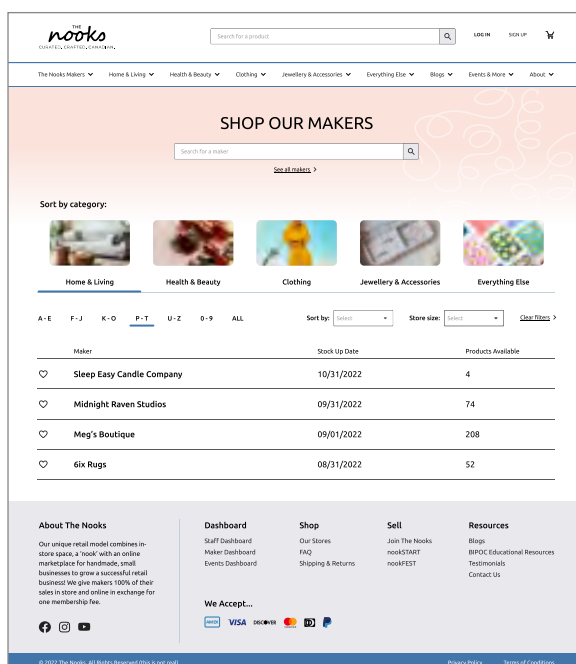 THE
nooks
CURATED. CRAFTED. CANADIAN.
Search for a product
LOG IN
SIGN UP
The Nooks Makers
Home & Living
Health & Beauty
Clothing
Jewellery & Accessories
Everything Else
Blogs
Events & More
About
SHOP OUR MAKERS
Search for a maker
See all makers >
Sort by category:
Home & Living
Health & Beauty
Clothing
Jewellery & Accessories
Everything Else
A - E F - J K - O P - T U - Z 0 - 9 ALL
Sort by: Select
Store size: Select
Clear filters >
Maker Stock Up Date Products Available
Sleep Easy Candle Company 10/31/2022 4
Midnight Raven Studios 09/31/2022 74
Meg's Boutique 09/01/2022 208
6ix Rugs 08/31/2022 52
About The Nooks
Our unique retail model combines in-
store space, a 'nook' with an online
marketplace for handmade, small
businesses to grow a successful retail
business! We give makers 100% of their
sales in store and online in exchange for
one membership fee.
Dashboard
Staff Dashboard
Maker Dashboard
Events Dashboard
Shop
Our Stores
FAQ
Shipping & Returns
Sell
Join The Nooks
nookSTART
nookFEST
Resources
Blogs
BIPOC Educational Resources
Testimonials
Contact Us
We Accept...
AMEX VISA DISCOVER
© 2022 The Nooks. All Rights Reserved (this is not real)
Privacy Policy
Terms of Conditions